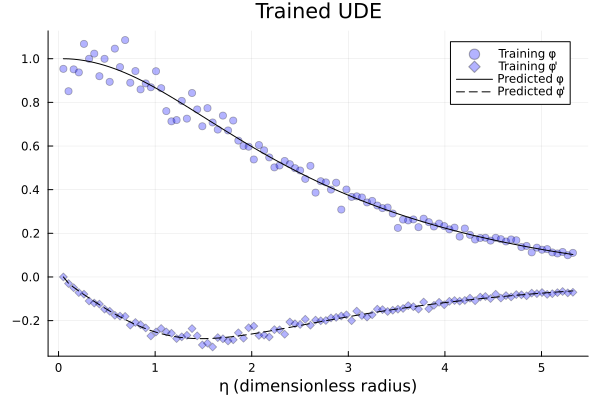 Trained UDE
Training φ
Training φ'
Predicted φ
Predicted φ'
1.0
0.8
0.6
0.4
0.2
0.0
−0.2
0 1 2 3 4 5
η (dimensionless radius)